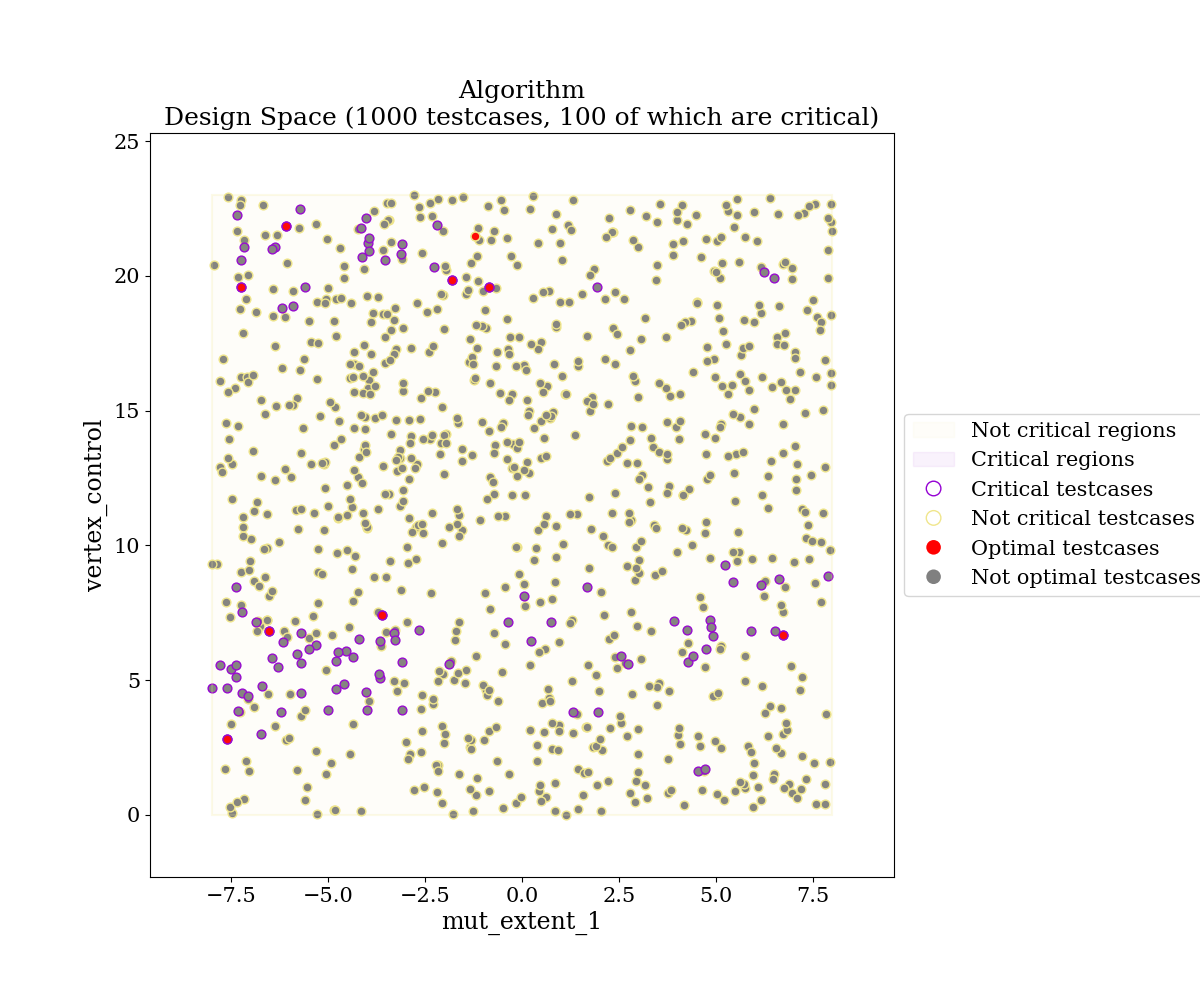 Algorithm
Design Space (1000 testcases, 100 of which are critical)
25
20
15
10
5
0
vertex_control
−7.5
−5.0
−2.5
0.0
2.5
5.0
7.5
mut_extent_1
Not critical regions
Critical regions
Critical testcases
Not critical testcases
Optimal testcases
Not optimal testcases